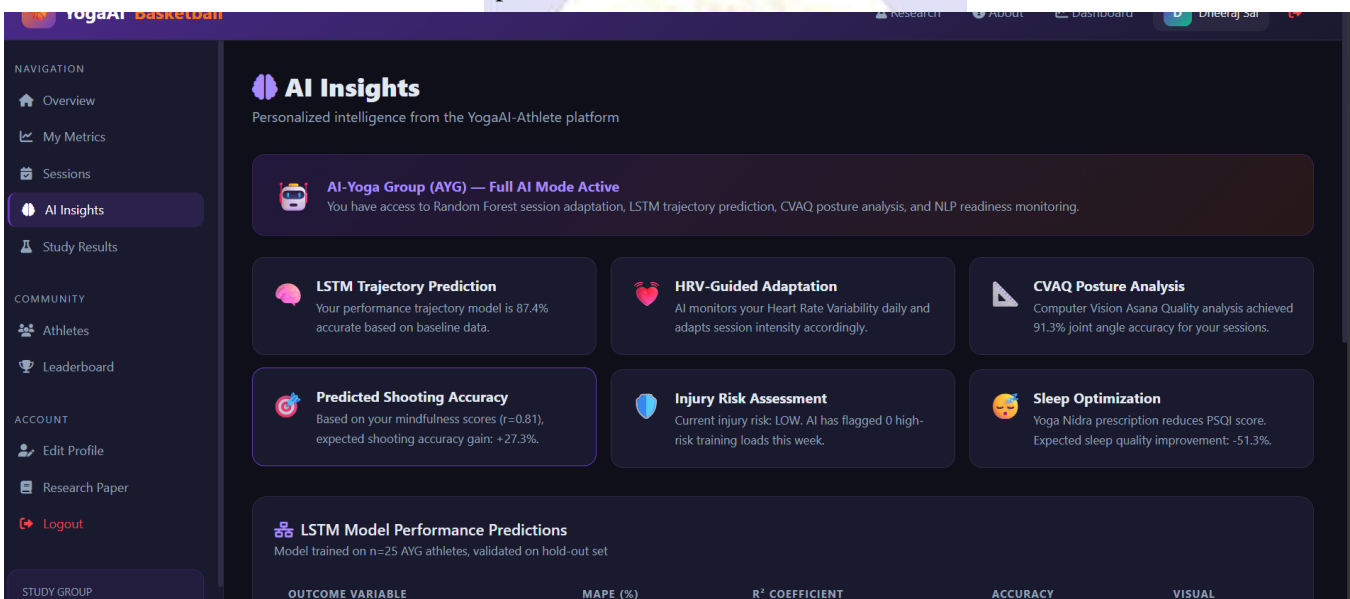 YogaAI Basketball
Research
About
Dashboard
D
Dheeraj Sai
NAVIGATION
Overview
My Metrics
Sessions
AI Insights
Study Results
COMMUNITY
Athletes
Leaderboard
ACCOUNT
Edit Profile
Research Paper
Logout
STUDY GROUP
AI Insights
Personalized intelligence from the YogaAI-Athlete platform
AI-Yoga Group (AYG) — Full AI Mode Active
You have access to Random Forest session adaptation, LSTM trajectory prediction, CVAQ posture analysis, and NLP readiness monitoring.
LSTM Trajectory Prediction
Your performance trajectory model is 87.4%
accurate based on baseline data.
HRV-Guided Adaptation
AI monitors your Heart Rate Variability daily and
adapts session intensity accordingly.
CVAQ Posture Analysis
Computer Vision Asana Quality analysis achieved
91.3% joint angle accuracy for your sessions.
Predicted Shooting Accuracy
Based on your mindfulness scores (r=0.81),
expected shooting accuracy gain: +27.3%.
Injury Risk Assessment
Current injury risk: LOW. AI has flagged 0 high-
risk training loads this week.
Sleep Optimization
Yoga Nidra prescription reduces PSQI score.
Expected sleep quality improvement: -51.3%.
LSTM Model Performance Predictions
Model trained on n=25 AYG athletes, validated on hold-out set
OUTCOME VARIABLE
MAPE (%)
R² COEFFICIENT
ACCURACY
VISUAL